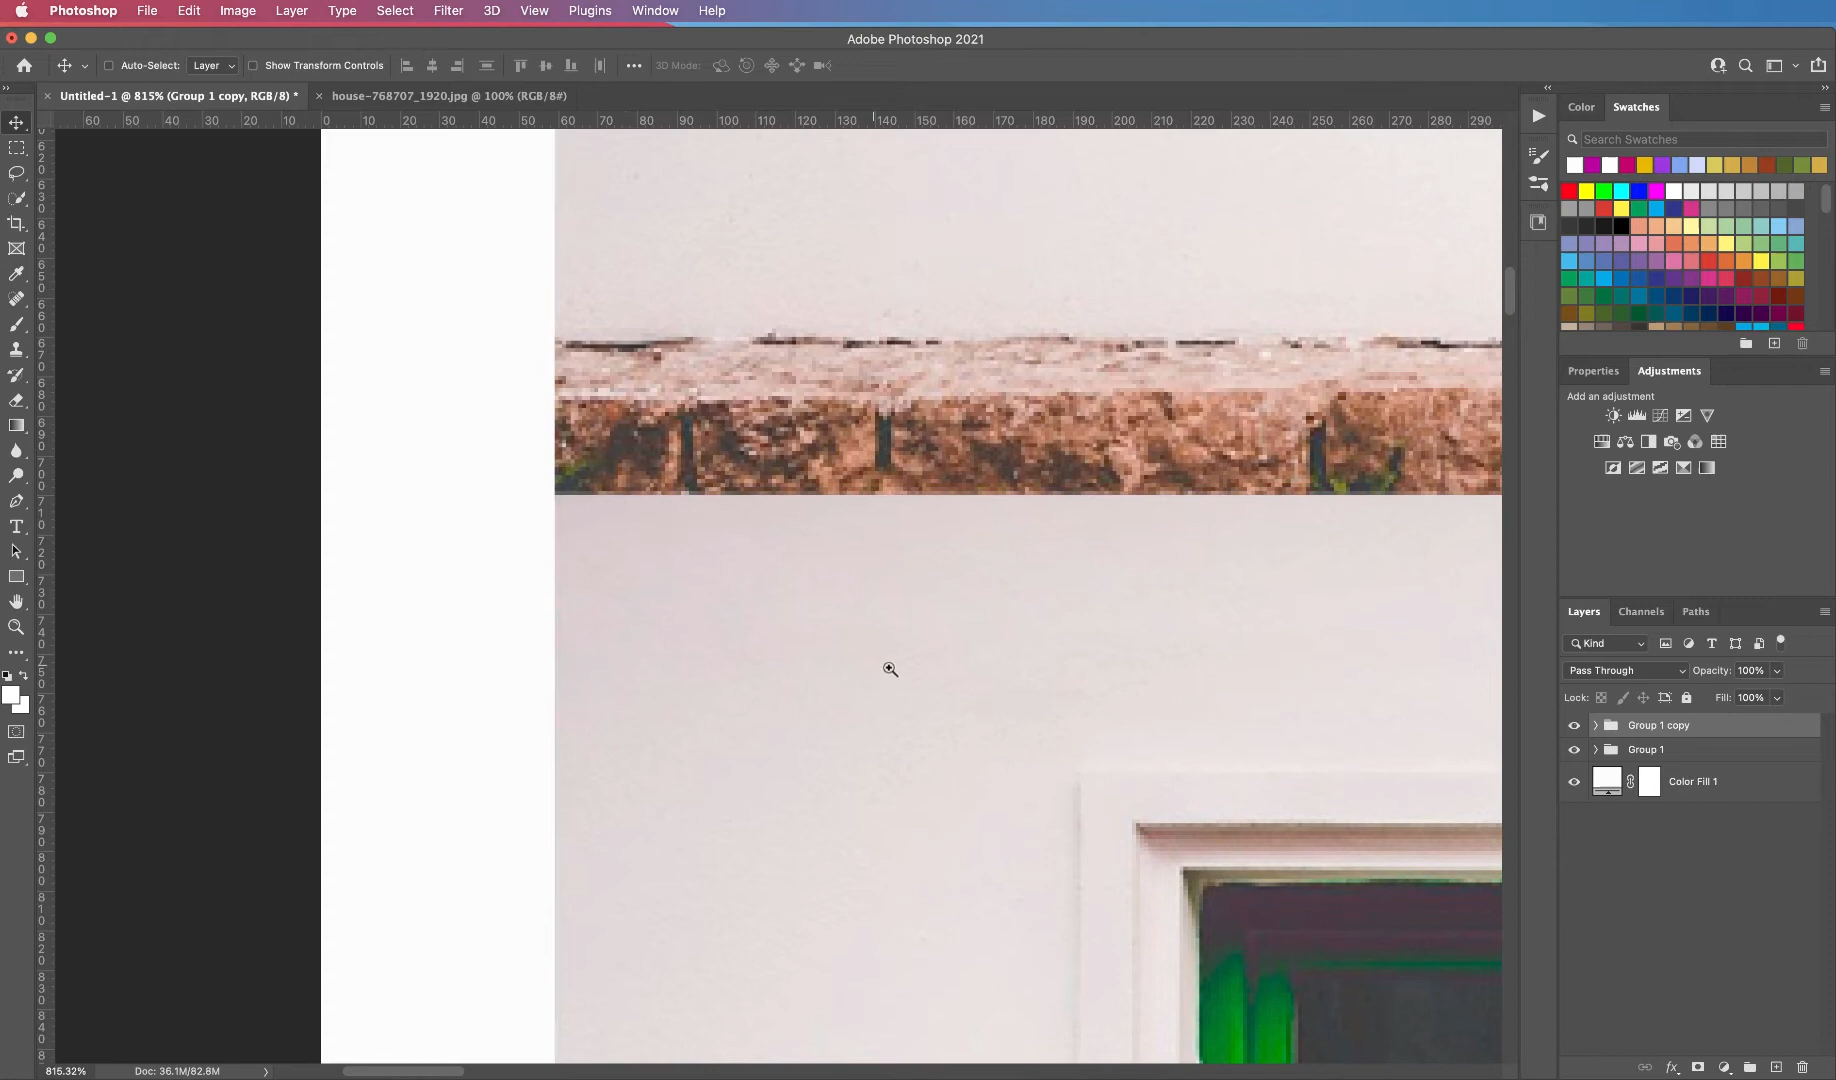 Photoshop File Edit Image Layer Type Select Filter 3D View Plugins Window Help
Adobe Photoshop 2021
Auto-Select: Layer Show Transform Controls 3D Mode:
Untitled-1 @ 815% (Group 1 copy, RGB/8) * house-768707_1920.jpg @ 100% (RGB/8#)
60 50 40 30 20 10 0 10 20 30 40 50 60 70 80 90 100 110 120 130 140 150 160 170 180 190 200 210 220 230 240 250 260 270 280 290
Color Swatches
Search Swatches
Properties Adjustments
Add an adjustment
Layers Channels Paths
Kind
Pass Through Opacity: 100%
Lock: Fill: 100%
Group 1 copy
Group 1
Color Fill 1
815.32% Doc: 36.1M/82.8M